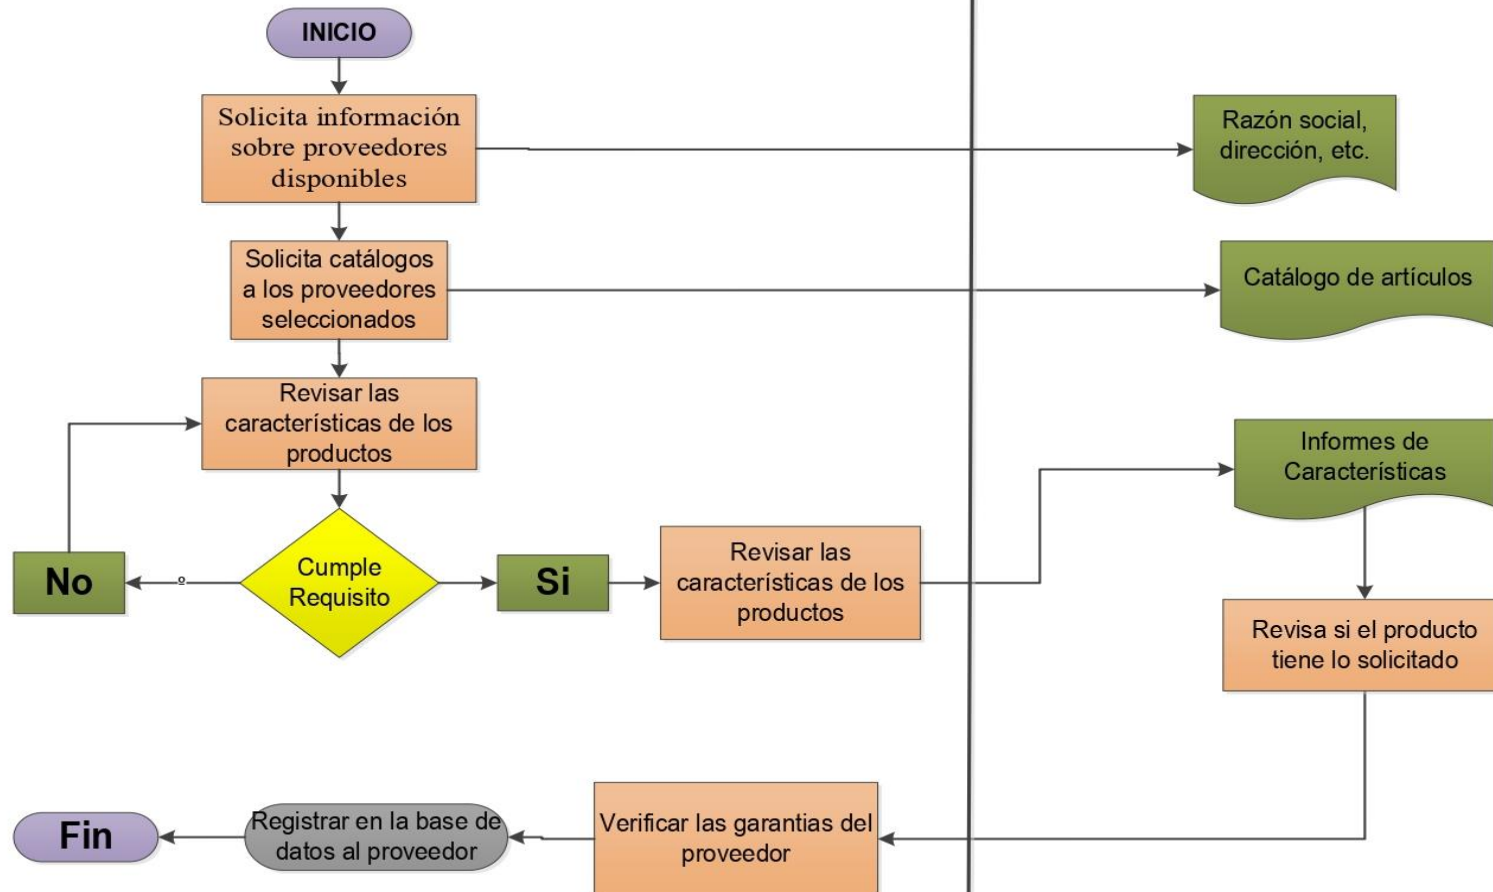 INICIO
Solicita información
sobre proveedores
disponibles
Razón social,
dirección, etc.
Solicita catálogos
a los proveedores
seleccionados
Catálogo de artículos
Revisar las
características de los
productos
Informes de
Características
No
º
Cumple
Requisito
Si
Revisar las
características de los
productos
Revisa si el producto
tiene lo solicitado
Fin
Registrar en la base de
datos al proveedor
Verificar las garantias del
proveedor